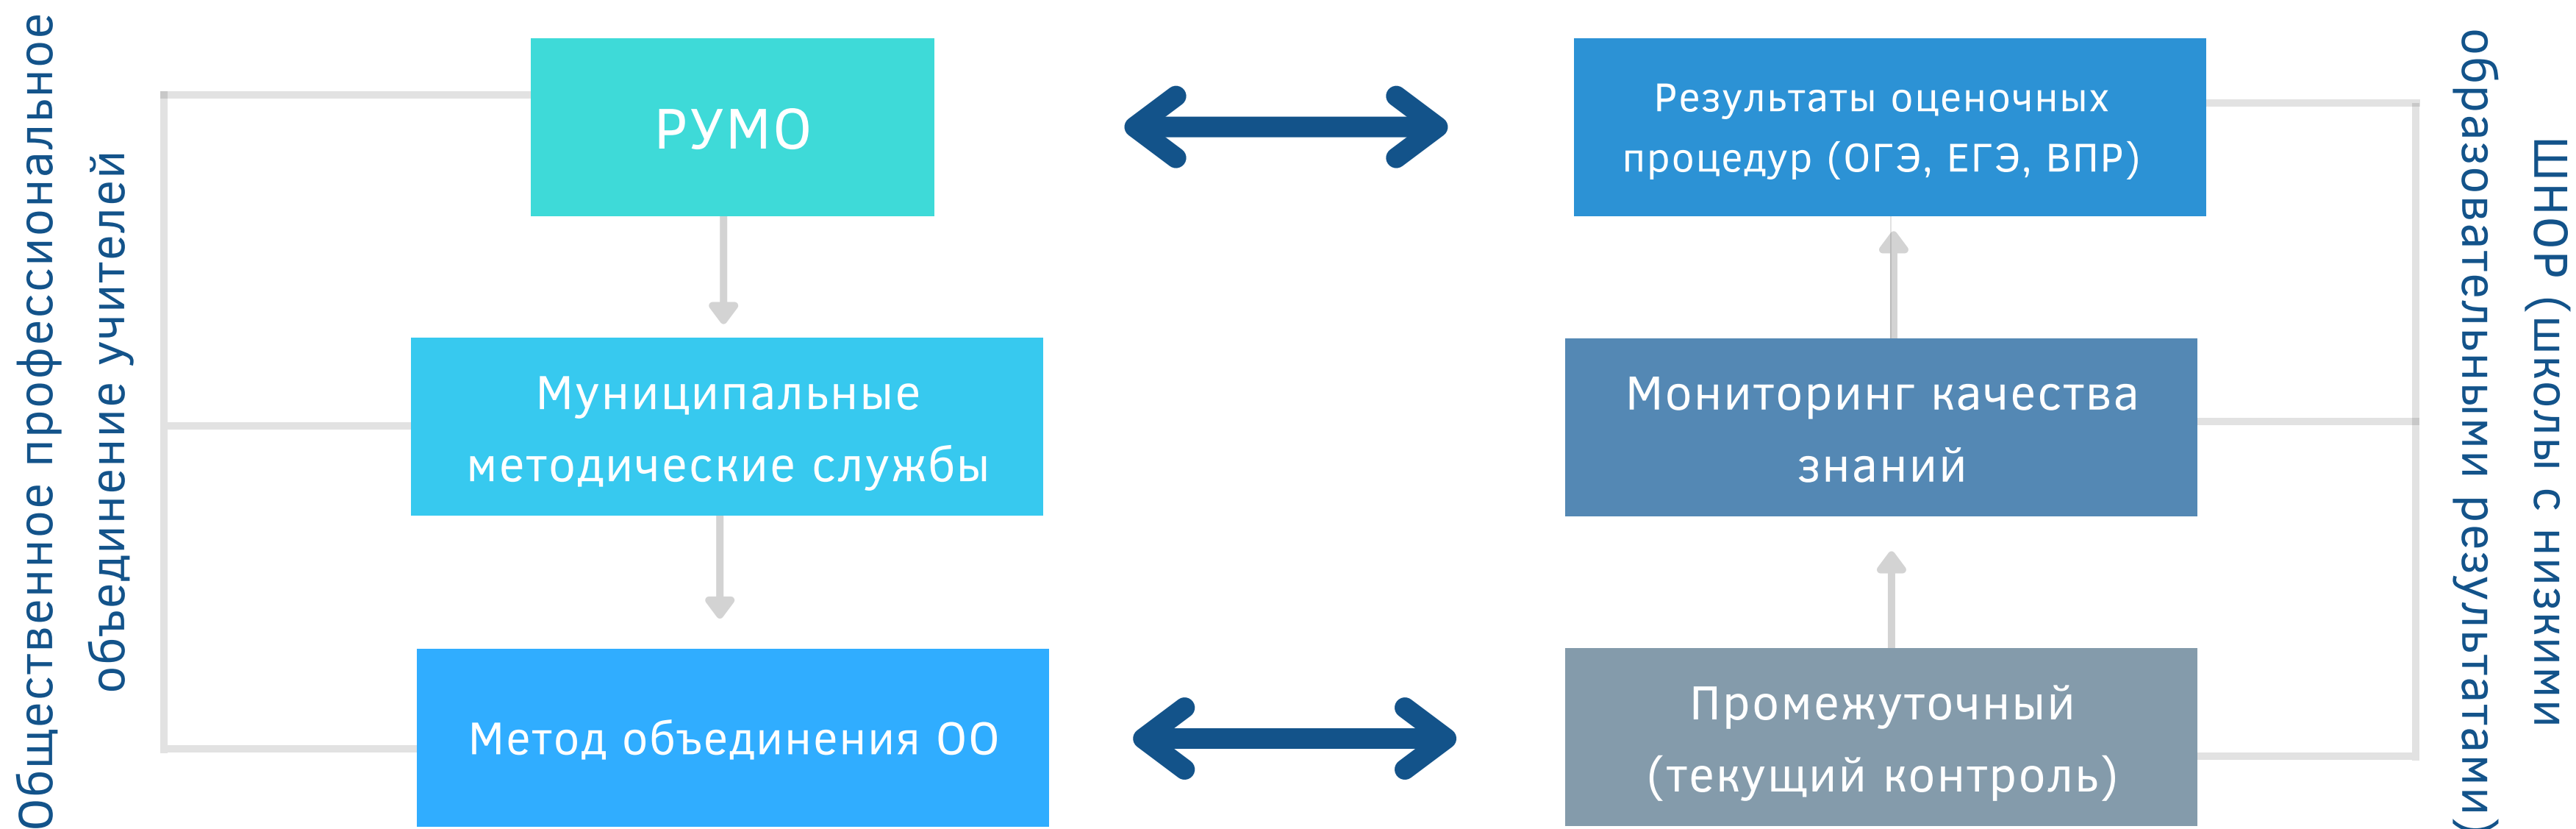 Общественное профессиональное
объединение учителей
РУМО
Муниципальные
методические службы
Метод объединения ОО
Результаты оценочных
процедур (ОГЭ, ЕГЭ, ВПР)
Мониторинг качества
знаний
Промежуточный
(текущий контроль)
ШНОР (школы с низкими
образовательными результатами)